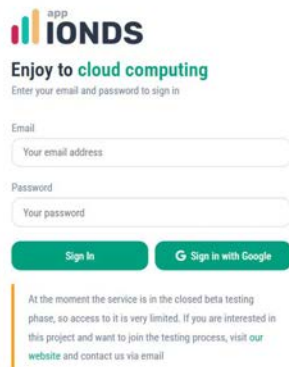 app
IONDS
Enjoy to cloud computing
Enter your email and password to sign in
Email
Your email address
Password
Your password
Sign In
G Sign in with Google
At the moment the service is in the closed beta testing
phase, so access to it is very limited. If you are interested in
this project and want to join the testing process, visit our
website and contact us via email